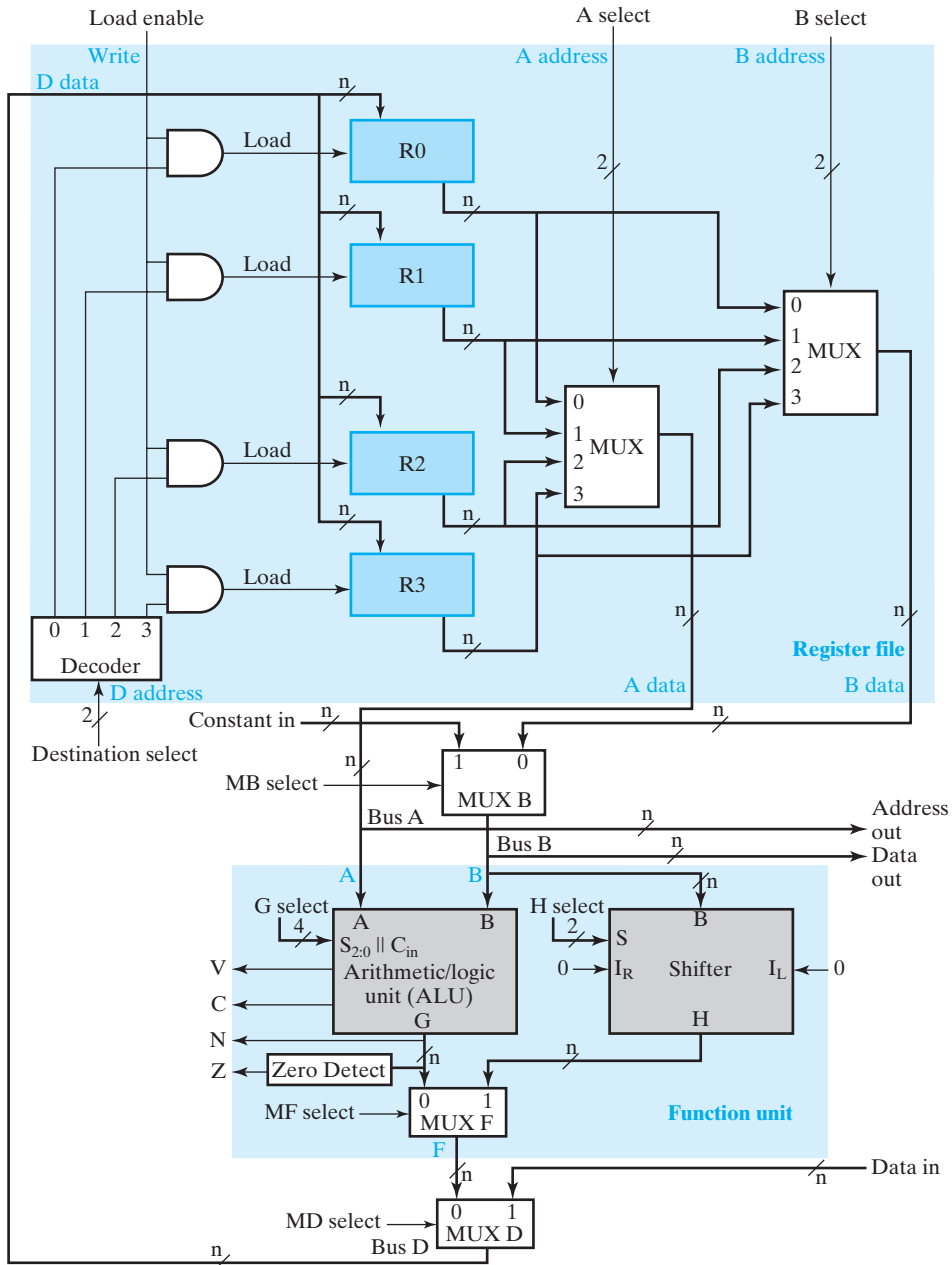 Load enable
A select
B select
Write
A address
B address
D data
n
Load
R0
2
2
n
n
Load
R1
n
0
1
MUX
2
3
n
0
1
MUX
2
3
Load
R2
n
n
Load
R3
n
n
n
0 1 2 3
Decoder
Register file
D address
A data
B data
2
Destination select
Constant in
n
n
n
1 0
MUX B
MB select
Bus A
n
Address
out
Bus B
n
Data
out
A
B
n
G select
4
A
B
S2:0 || Cin
Arithmetic/logic
unit (ALU)
G
H select
2
B
S
0
IR
Shifter
IL
0
H
V
C
N
Z
Zero Detect
n
n
0 1
MUX F
MF select
Function unit
F
n
n
Data in
0 1
MUX D
MD select
Bus D
n